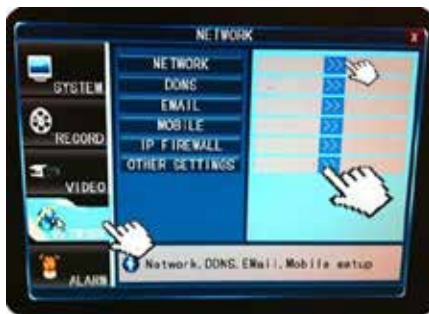 NETWORK
X
SYSTEM
RECORD
VIDEO
ALARM
NETWORK
DDNS
EMAIL
MOBILE
IP FIREWALL
OTHER SETTINGS
Network, DDNS, EMail, Mobile setup